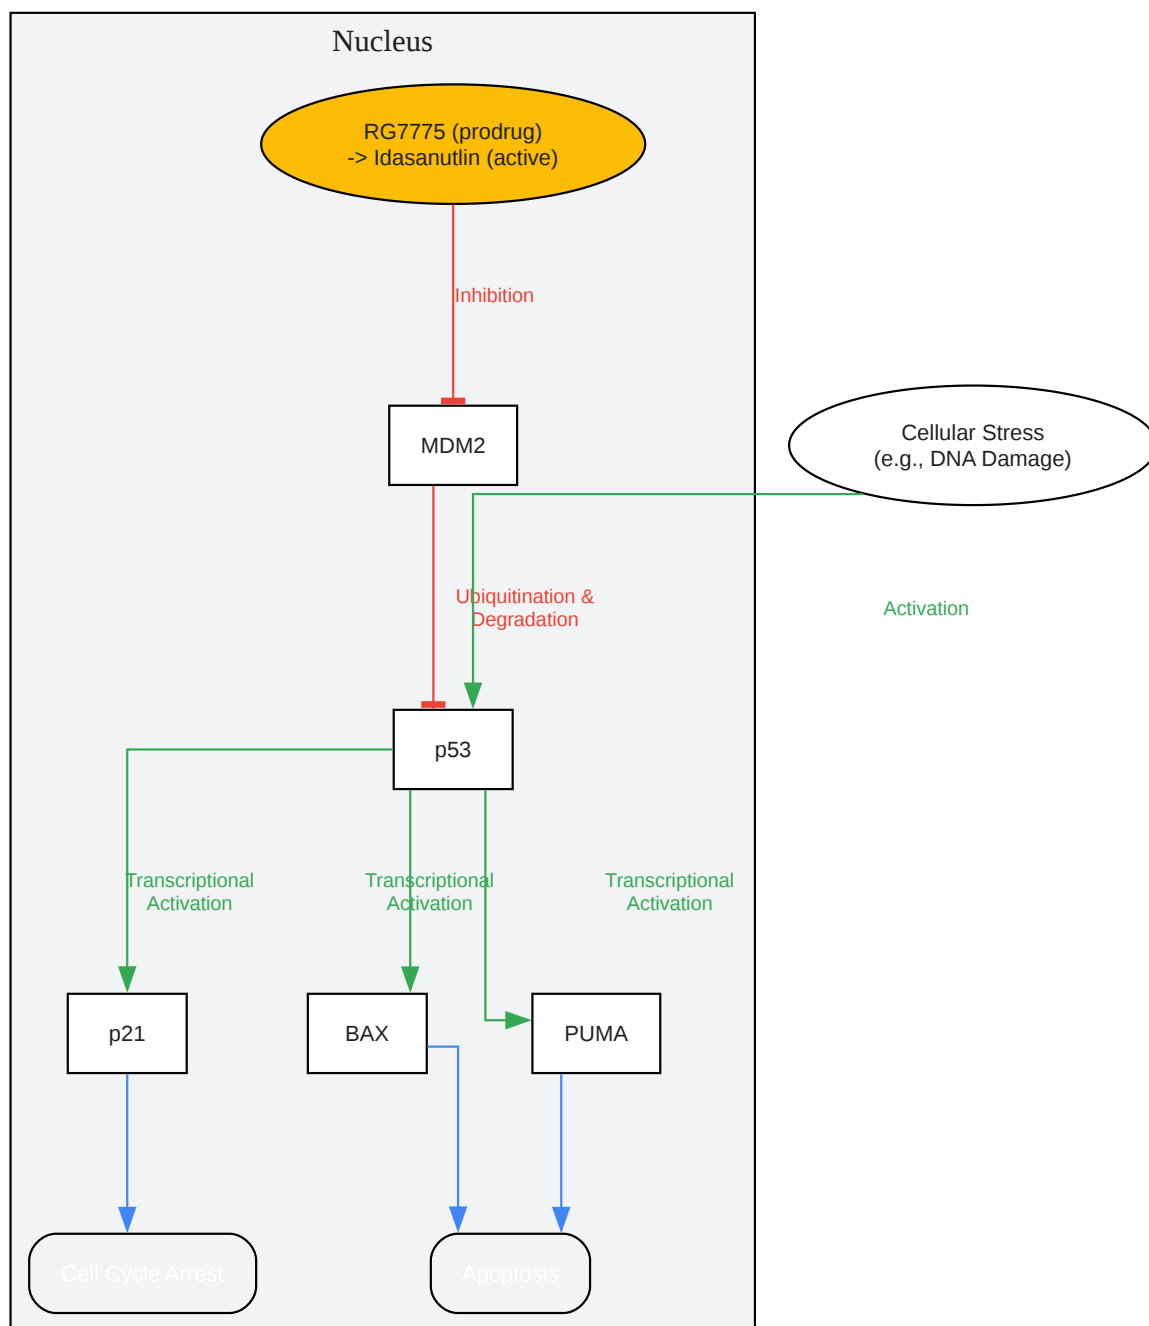 Nucleus
RG7775 (prodrug)
-> Idasanutlin (active)
Inhibition
MDM2
Cellular Stress
(e.g., DNA Damage)
Ubiquitination &
Degradation
Activation
p53
Transcriptional
Activation
Transcriptional
Activation
Transcriptional
Activation
p21
BAX
PUMA
Cell Cycle Arrest
Apoptosis